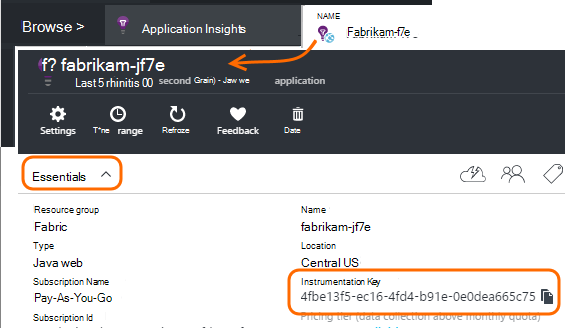 Browse >
Application Insights
NAME
Fabrikam-f7e
f? fabrikam-jf7e
Last 5 rhinitis 00 second Grain) - Jaw we application
Settings
T^ne range
Refroze
Feedback
Date
Essentials
Resource group
Fabric
Name
fabrikam-jf7e
Type
Java web
Location
Central US
Subscription Name
Pay-As-You-Go
Instrumentation Key
4fbe13f5-ec16-4fd4-b91e-0e0dea665c75
Subscription Id
Pricing tier (data collection above monthly quota)